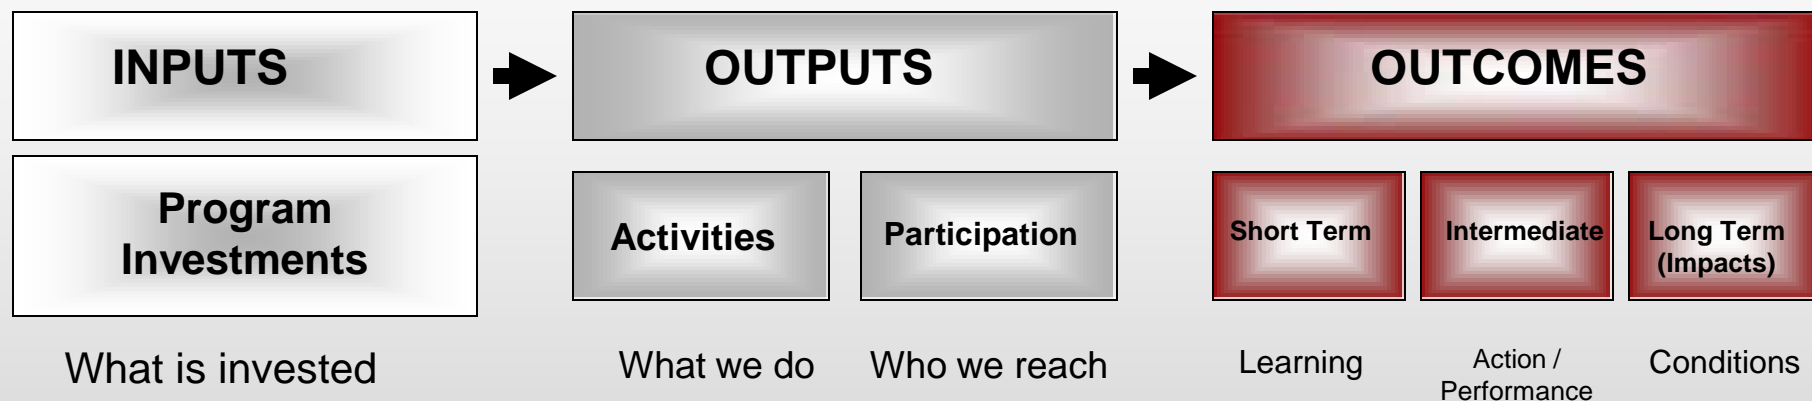 INPUTS
OUTPUTS
OUTCOMES
Program
Investments
Activities
Participation
Short Term
Intermediate
Long Term
(Impacts)
What is invested
What we do
Who we reach
Learning
Action /
Performance
Conditions